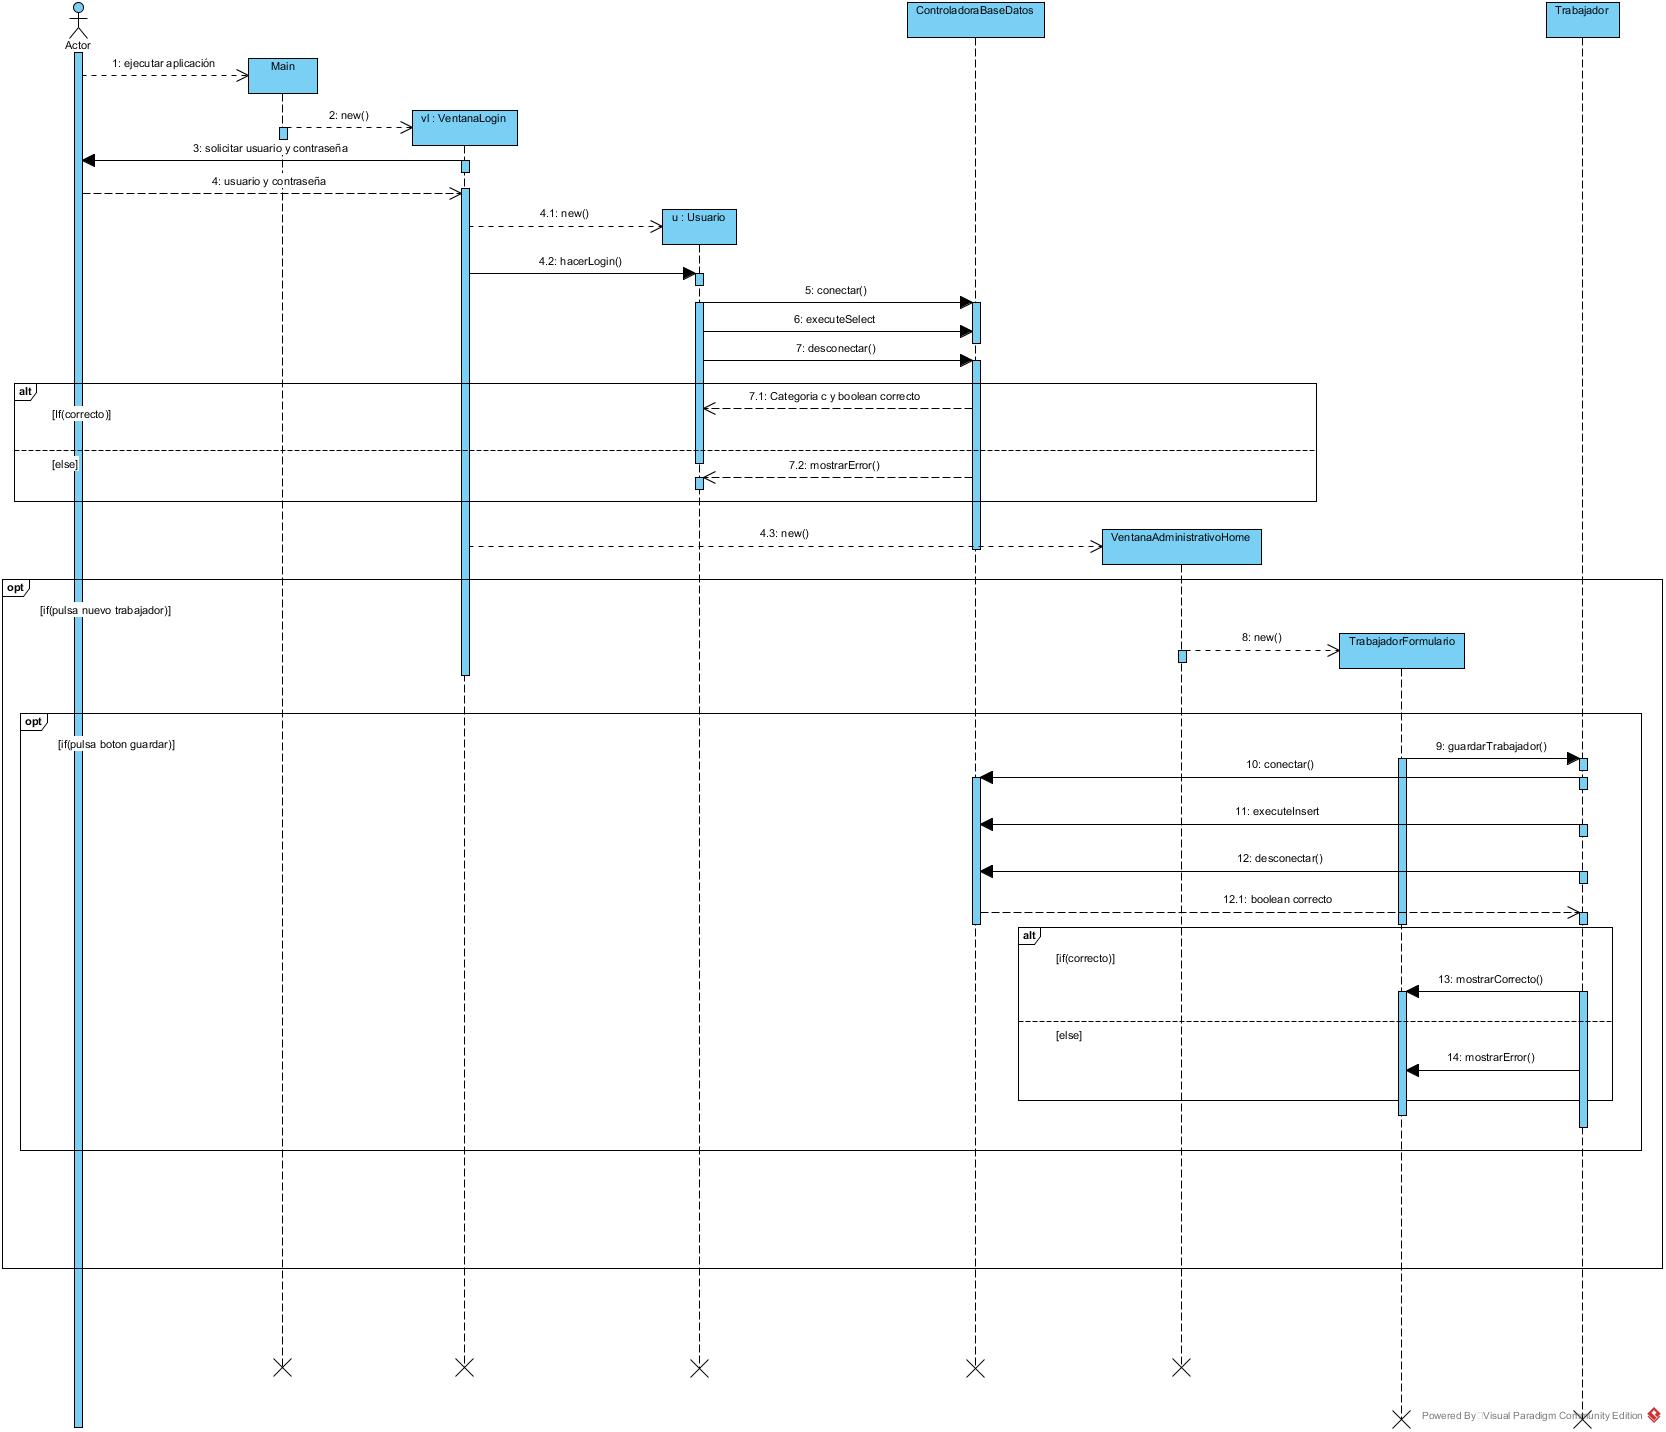 ControladoraBaseDatos
Trabajador
Actor
1: ejecutar aplicación
Main
2: new()
vl : VentanaLogin
3: solicitar usuario y contraseña
4: usuario y contraseña
4.1: new()
u : Usuario
4.2: hacerLogin()
5: conectar()
6: executeSelect
7: desconectar()
alt
7.1: Categoria c y boolean correcto
[If(correcto)]
[else]
7.2: mostrarError()
4.3: new()
VentanaAdministrativoHome
opt
[if(pulsa nuevo trabajador)]
8: new()
TrabajadorFormulario
opt
[if(pulsa boton guardar)]
9: guardarTrabajador()
10: conectar()
11: executeInsert
12: desconectar()
12.1: boolean correcto
alt
[if(correcto)]
13: mostrarCorrecto()
[else]
14: mostrarError()
Powered By Visual Paradigm Community Edition